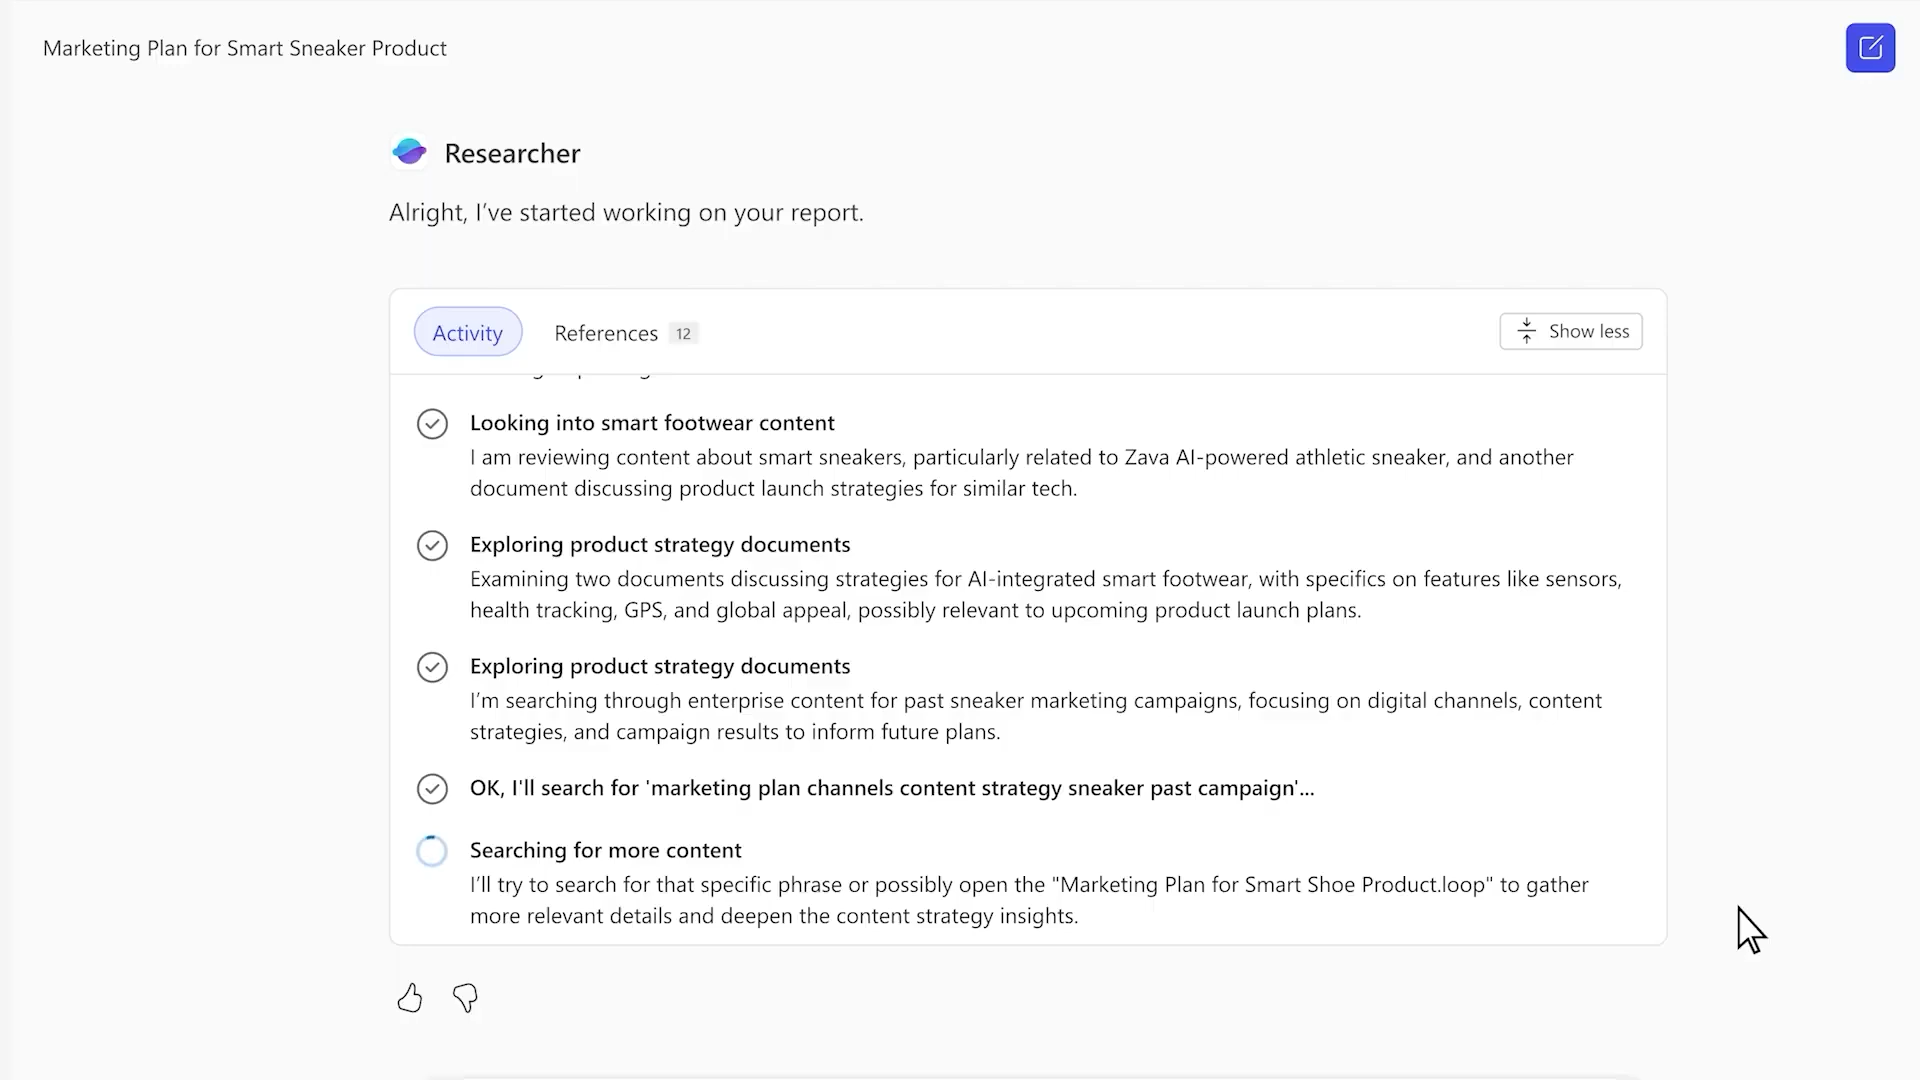 Marketing Plan for Smart Sneaker Product
Researcher
Alright, I’ve started working on your report.
Activity
References 12
Show less
Looking into smart footwear content
I am reviewing content about smart sneakers, particularly related to Zava AI-powered athletic sneaker, and another
document discussing product launch strategies for similar tech.
Exploring product strategy documents
Examining two documents discussing strategies for AI-integrated smart footwear, with specifics on features like sensors,
health tracking, GPS, and global appeal, possibly relevant to upcoming product launch plans.
Exploring product strategy documents
I’m searching through enterprise content for past sneaker marketing campaigns, focusing on digital channels, content
strategies, and campaign results to inform future plans.
OK, I'll search for 'marketing plan channels content strategy sneaker past campaign'...
Searching for more content
I’ll try to search for that specific phrase or possibly open the "Marketing Plan for Smart Shoe Product.loop" to gather
more relevant details and deepen the content strategy insights.